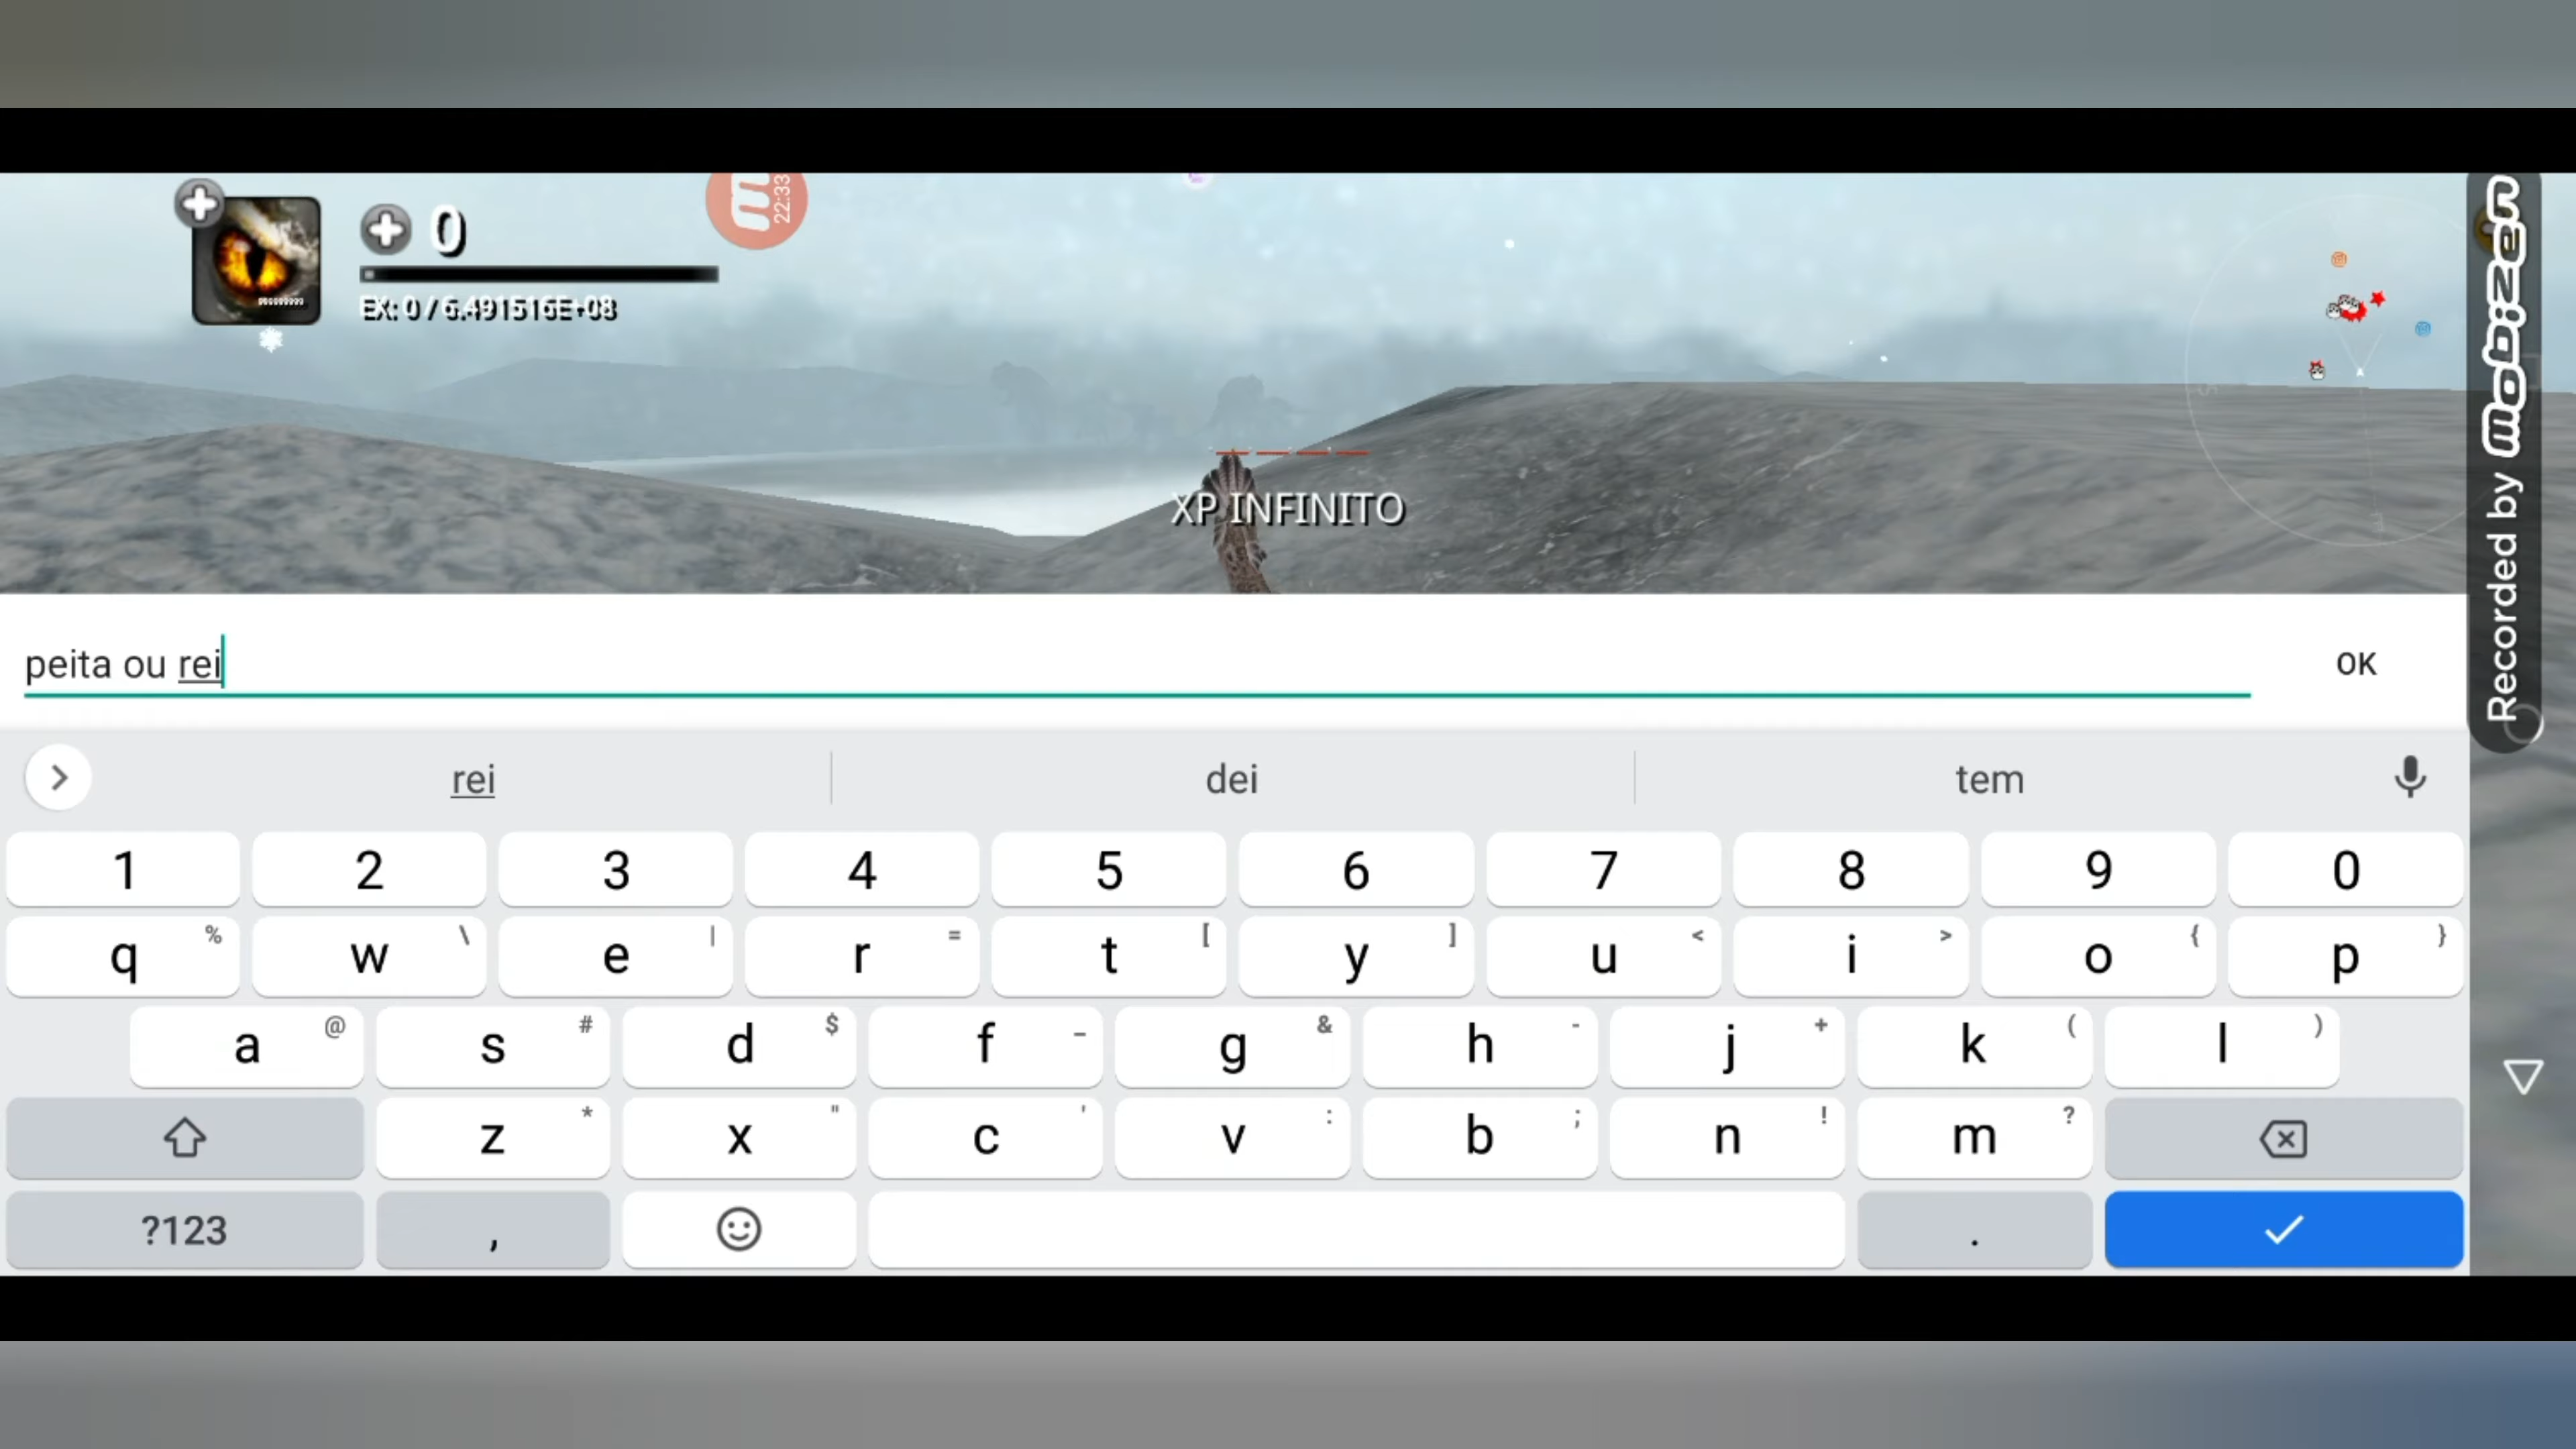 0
22:33
EX: 0 / 6.491516E+08
XP INFINITO
Recorded by Mobizen
peita ou rei
OK
rei dei tem
1 2 3 4 5 6 7 8 9 0
q % w \ e | r = t [ y ] u < i > o { p }
a @ s # d $ f _ g & h - j + k ( l )
z * x " c ' v : b ; n ! m ?
?123 , .